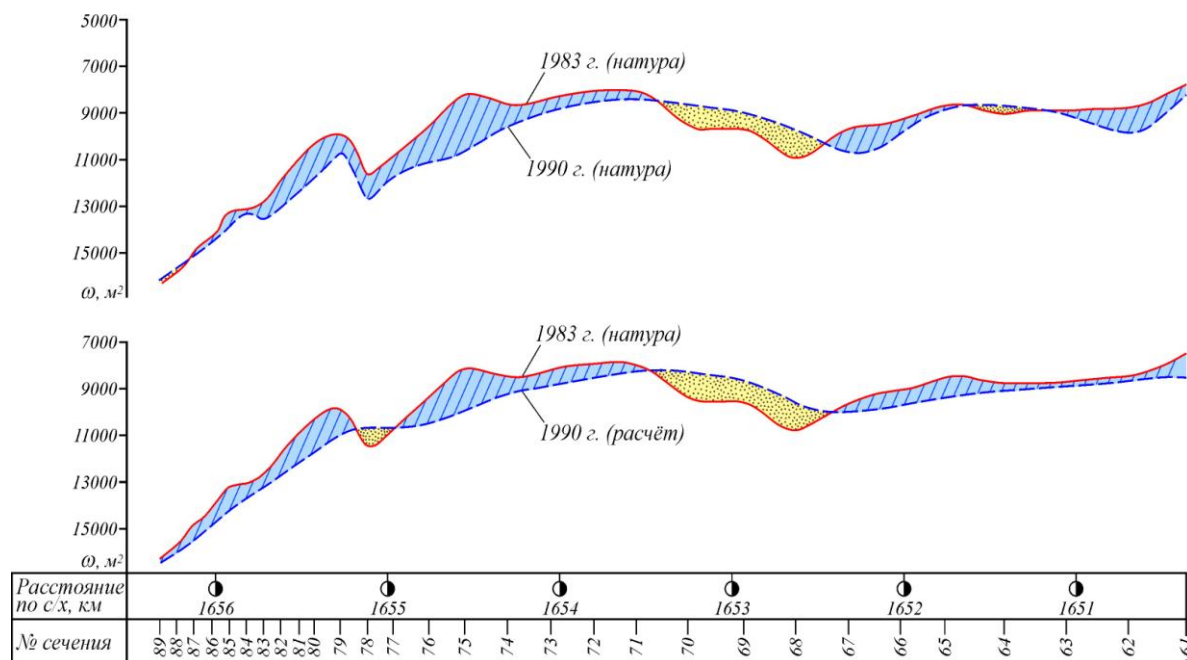 5000
7000
9000
11000
13000
15000
ω, м²
1983 г. (натура)
1990 г. (натура)
7000
9000
11000
13000
15000
ω, м²
1983 г. (натура)
1990 г. (расчёт)
Расстояние
по с/х, км
1656 1655 1654 1653 1652 1651
№ сечения
89 88 87 86 85 84 83 82 81 80 79 78 77 76 75 74 73 72 71 70 69 68 67 66 65 64 63 62 61